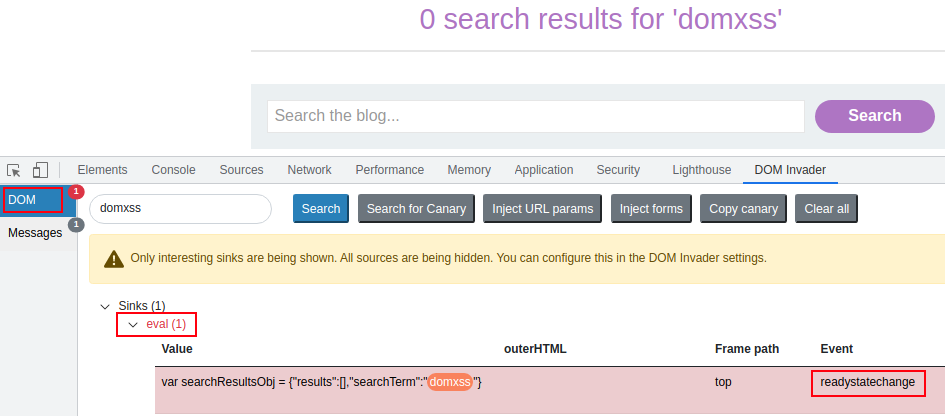 0 search results for 'domxss'
Search the blog...
Search
Elements Console Sources Network Performance Memory Application Security Lighthouse DOM Invader
DOM 1
domxss Search Search for Canary Inject URL params Inject forms Copy canary Clear all
Messages 1
Only interesting sinks are being shown. All sources are being hidden. You can configure this in the DOM Invader settings.
Sinks (1)
eval (1)
Value outerHTML Frame path Event
var searchResultsObj = {"results":[],"searchTerm":"domxss"} top readystatechange